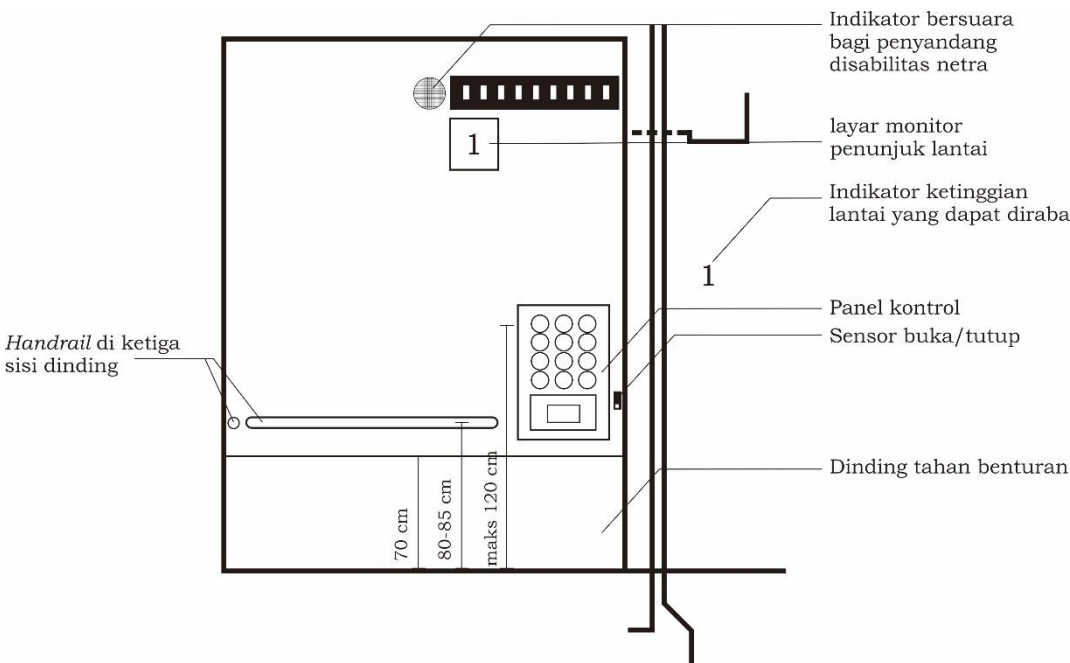 Indikator bersuara
bagi penyandang
disabilitas netra
layar monitor
penunjuk lantai
1
Indikator ketinggian
lantai yang dapat diraba
1
Panel kontrol
Sensor buka/tutup
Handrail di ketiga
sisi dinding
Dinding tahan benturan
70 cm
80-85 cm
maks 120 cm